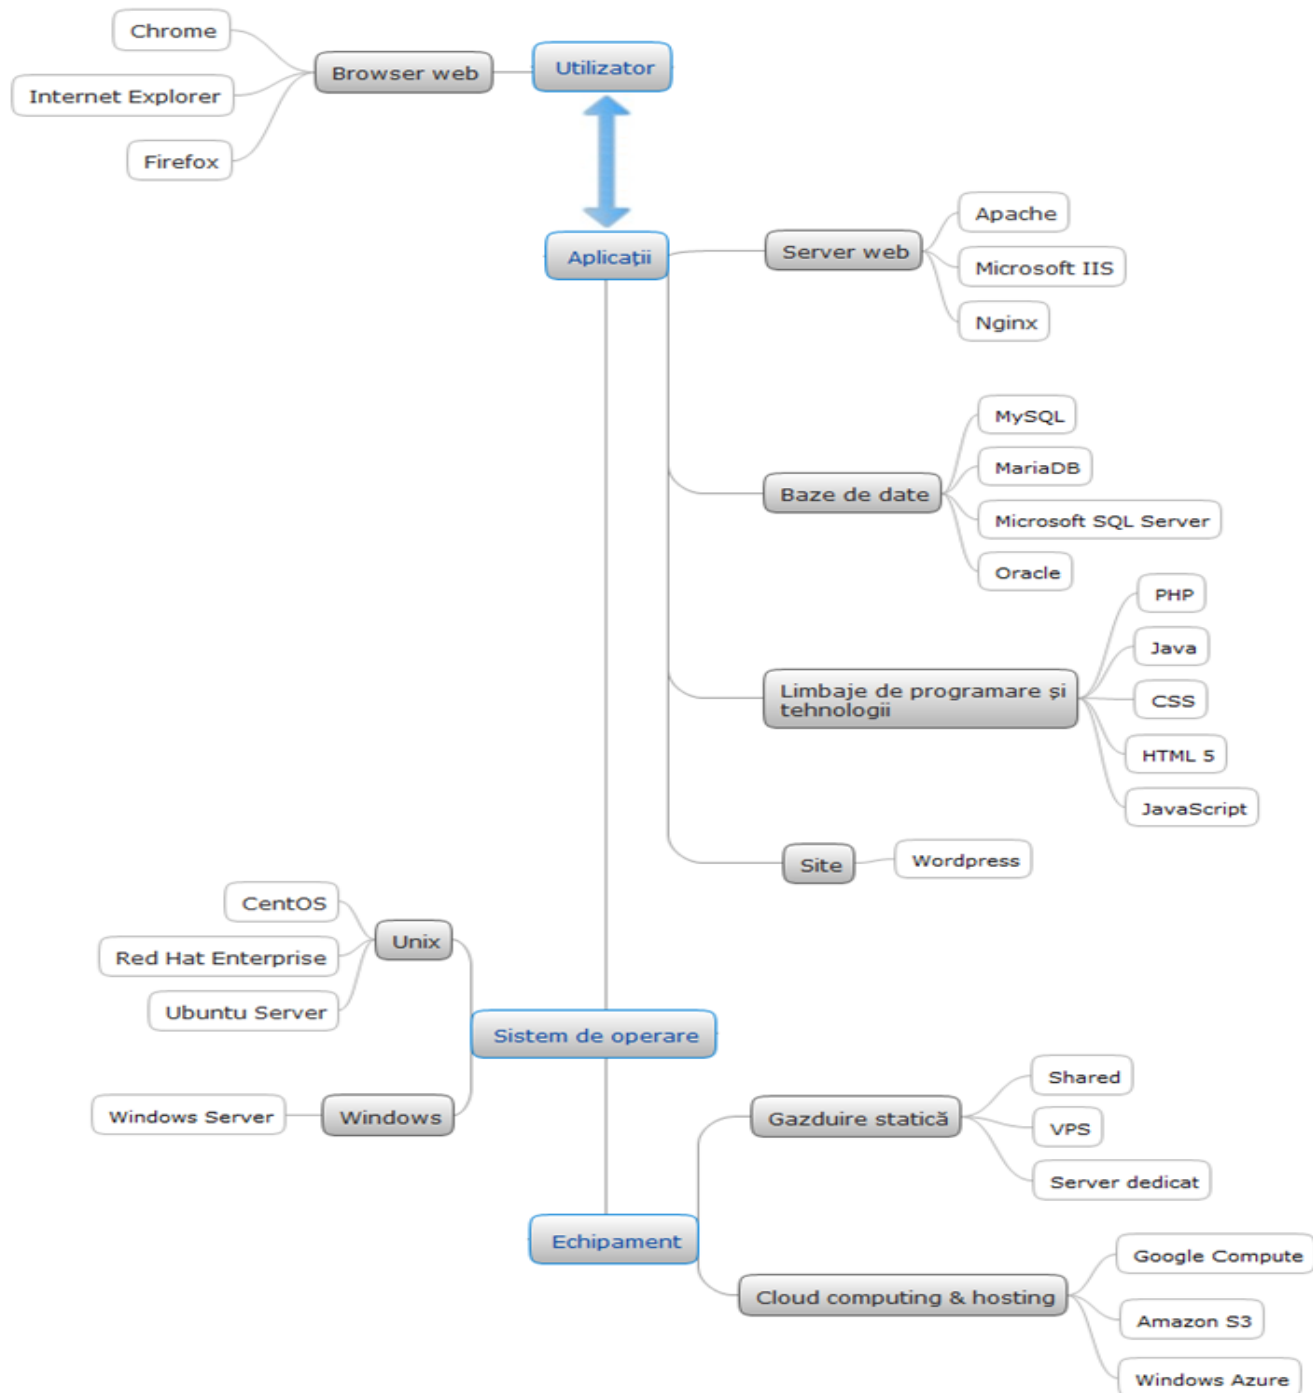 Chrome
Internet Explorer
Firefox
Browser web
Utilizator
Aplicații
Server web
Apache
Microsoft IIS
Nginx
Baze de date
MySQL
MariaDB
Microsoft SQL Server
Oracle
Limbaje de programare și
tehnologii
PHP
Java
CSS
HTML 5
JavaScript
Site
Wordpress
CentOS
Red Hat Enterprise
Ubuntu Server
Unix
Sistem de operare
Windows Server
Windows
Gazduire statică
Shared
VPS
Server dedicat
Echipament
Cloud computing & hosting
Google Compute
Amazon S3
Windows Azure